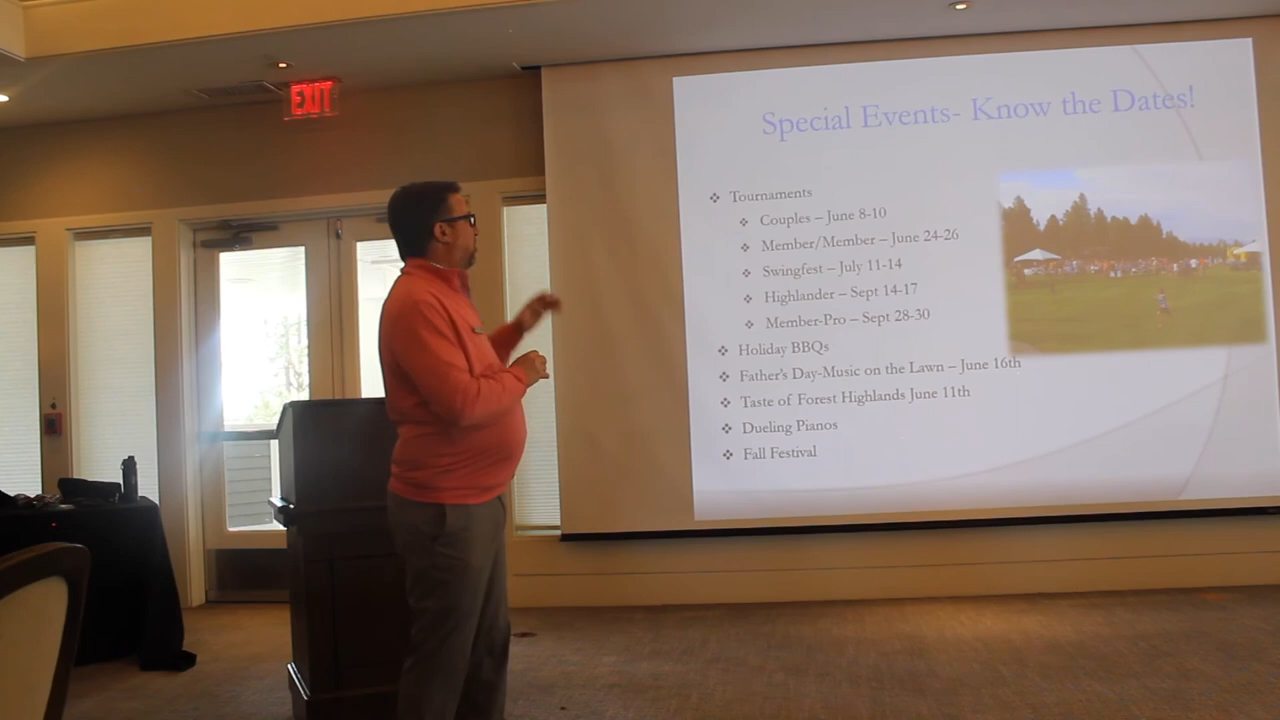 EXIT
Special Events- Know the Dates!
Tournaments
Couples – June 8-10
Member/Member – June 24-26
Swingfest – July 11-14
Highlander – Sept 14-17
Member-Pro – Sept 28-30
Holiday BBQs
Father's Day-Music on the Lawn – June 16th
Taste of Forest Highlands June 11th
Dueling Pianos
Fall Festival